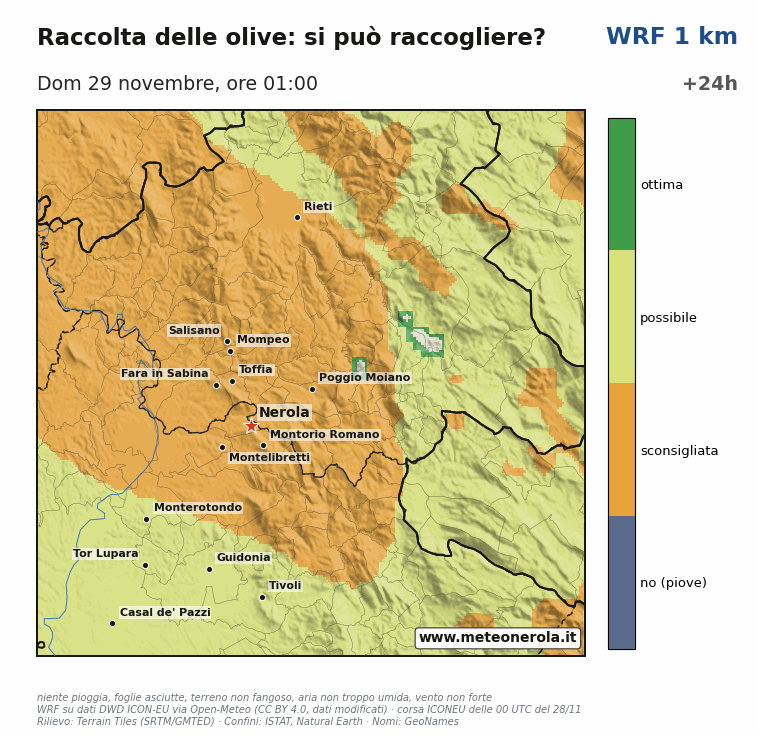 Raccolta delle olive: si può raccogliere?
WRF 1 km
Dom 29 novembre, ore 01:00
+24h
ottima
possibile
sconsigliata
no (piove)
Rieti
Salisano
Mompeo
Fara in Sabina
Toffia
Poggio Moiano
Nerola
Montorio Romano
Montelibretti
Monterotondo
Tor Lupara
Guidonia
Tivoli
Casal de' Pazzi
www.meteonerola.it
niente pioggia, foglie asciutte, terreno non fangoso, aria non troppo umida, vento non forte
WRF su dati DWD ICON-EU via Open-Meteo (CC BY 4.0, dati modificati) · corsa ICONEU delle 00 UTC del 28/11
Rilievo: Terrain Tiles (SRTM/GMTED) · Confini: ISTAT, Natural Earth · Nomi: GeoNames